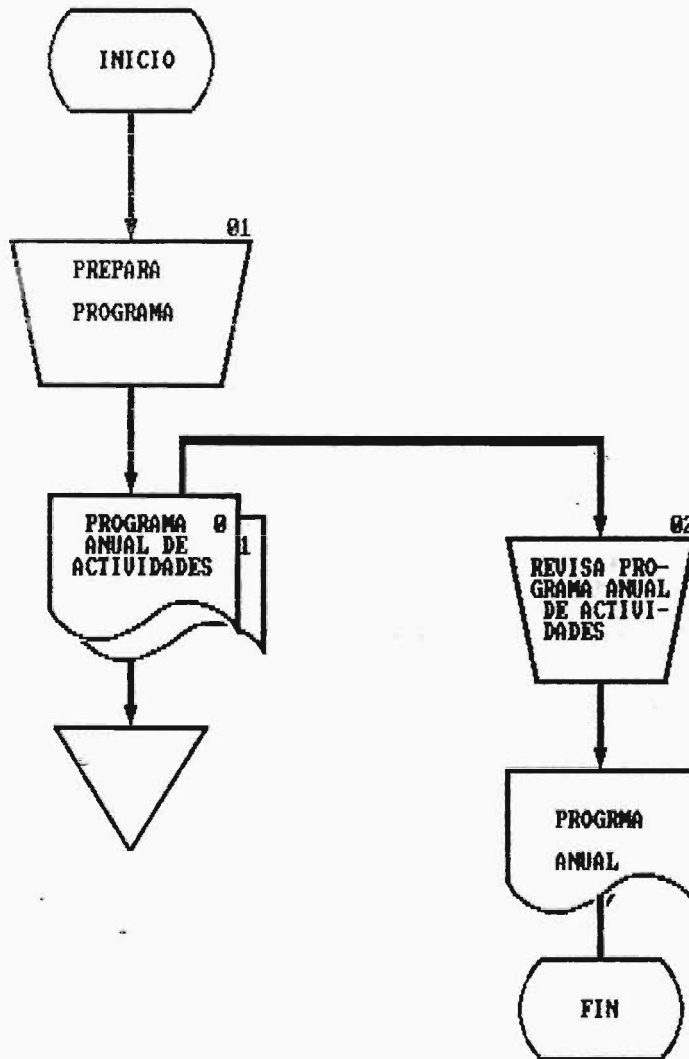 INICIO
01
PREPARA
PROGRAMA
PROGRAMA 0
ANUAL DE 1
ACTIVIDADES
02
REVISA PRO-
GRAMA ANUAL
DE ACTIVI-
DADES
PROGRMA
ANUAL
FIN